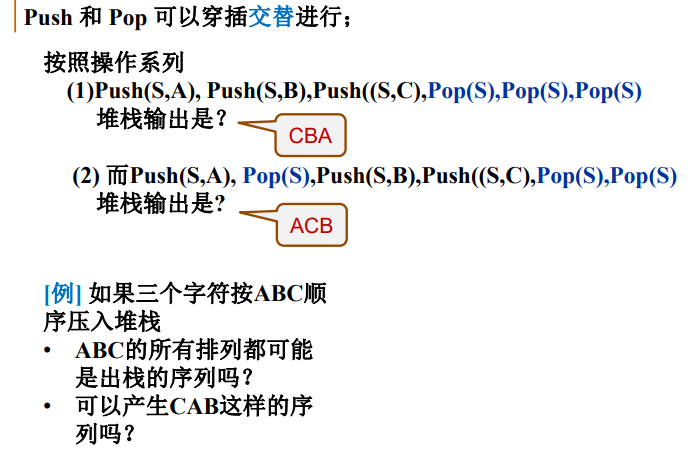 Push 和 Pop 可以穿插交替进行；
按照操作系列
(1)Push(S,A), Push(S,B),Push((S,C),Pop(S),Pop(S),Pop(S)
堆栈输出是？
CBA
(2) 而Push(S,A), Pop(S),Push(S,B),Push((S,C),Pop(S),Pop(S)
堆栈输出是?
ACB
[例] 如果三个字符按ABC顺
序压入堆栈
• ABC的所有排列都可能
是出栈的序列吗？
• 可以产生CAB这样的序
列吗？